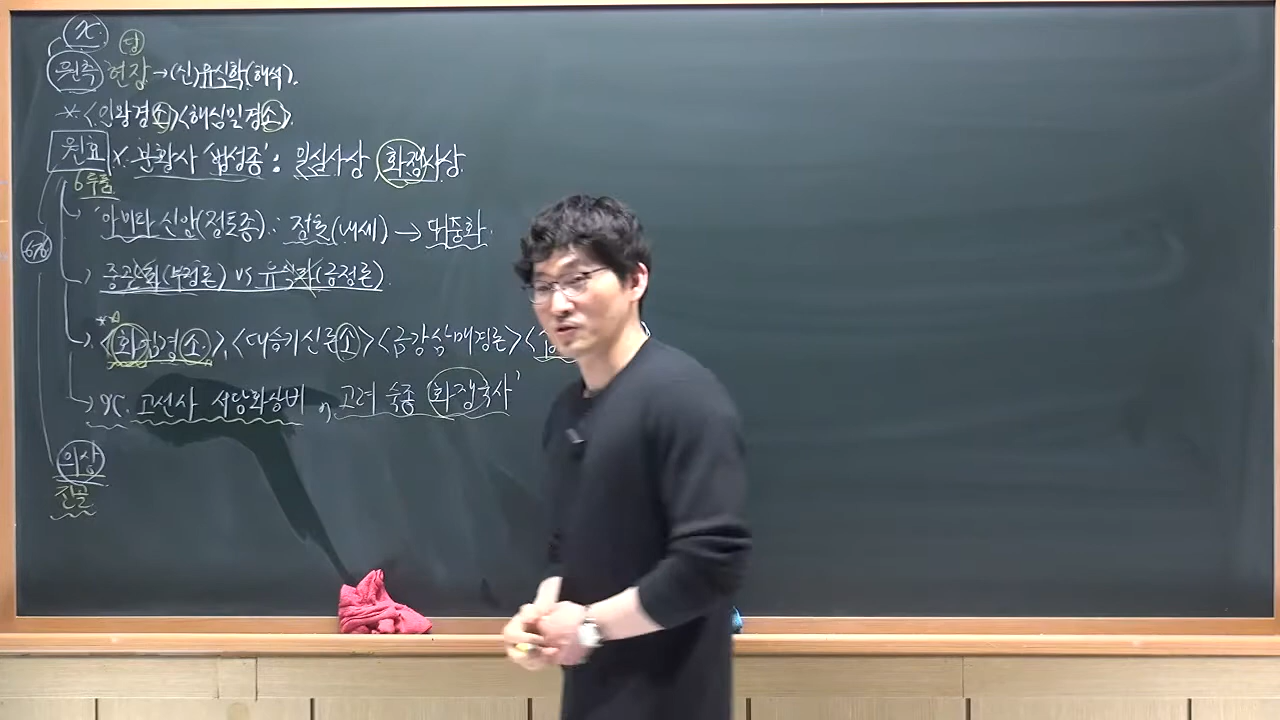 7C.
당
원측 현장→(신)유식학(해석).
*<인왕경소><해심밀경소>.
원효 X. 분황사 '법성종': 일심사상, 화쟁사상
6두품
'아미타 신앙(정토종): 정토(내세) → 대중화.
676
중관학파(부정론) vs 유식학파(긍정론).
**
<화엄경소>, <대승기신론소> <금강삼매경론> <
9C. 고선사 서당화상비, 고려 숙종 '화쟁국사'
의상
진골